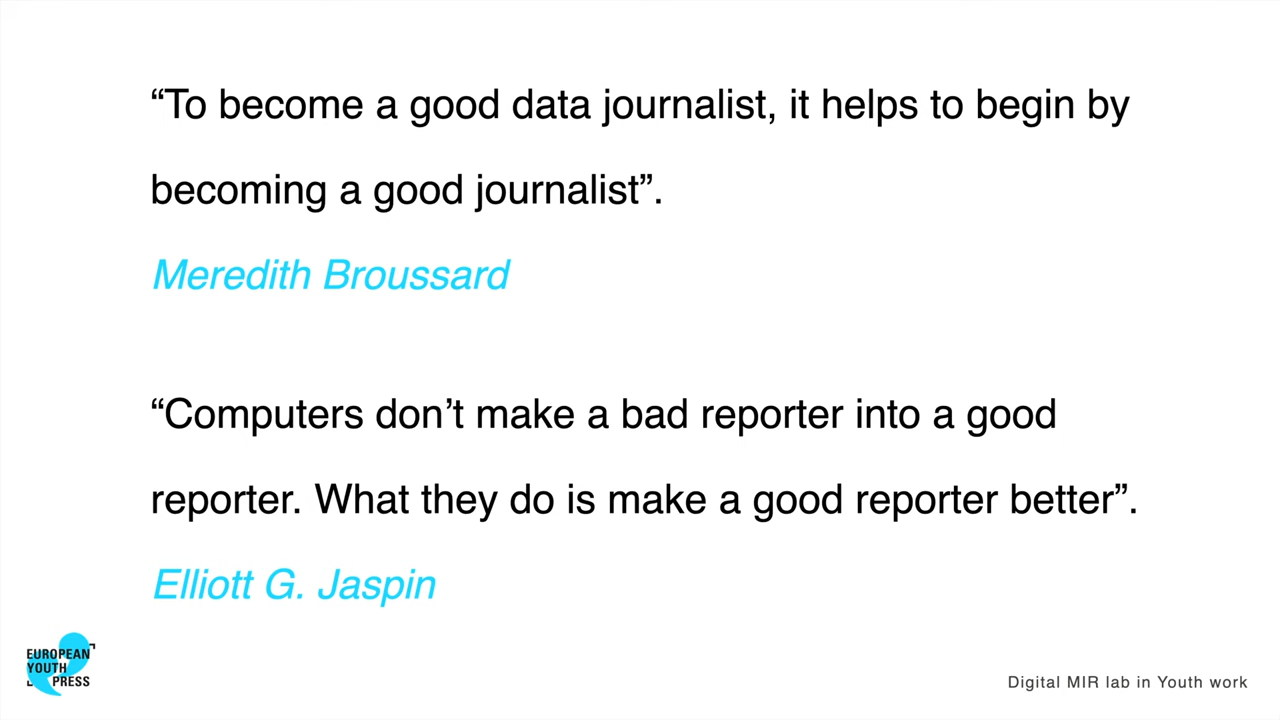 “To become a good data journalist, it helps to begin by
becoming a good journalist”.
Meredith Broussard
“Computers don’t make a bad reporter into a good
reporter. What they do is make a good reporter better”.
Elliott G. Jaspin
EUROPEAN
YOUTH
PRESS
Digital MIR lab in Youth work